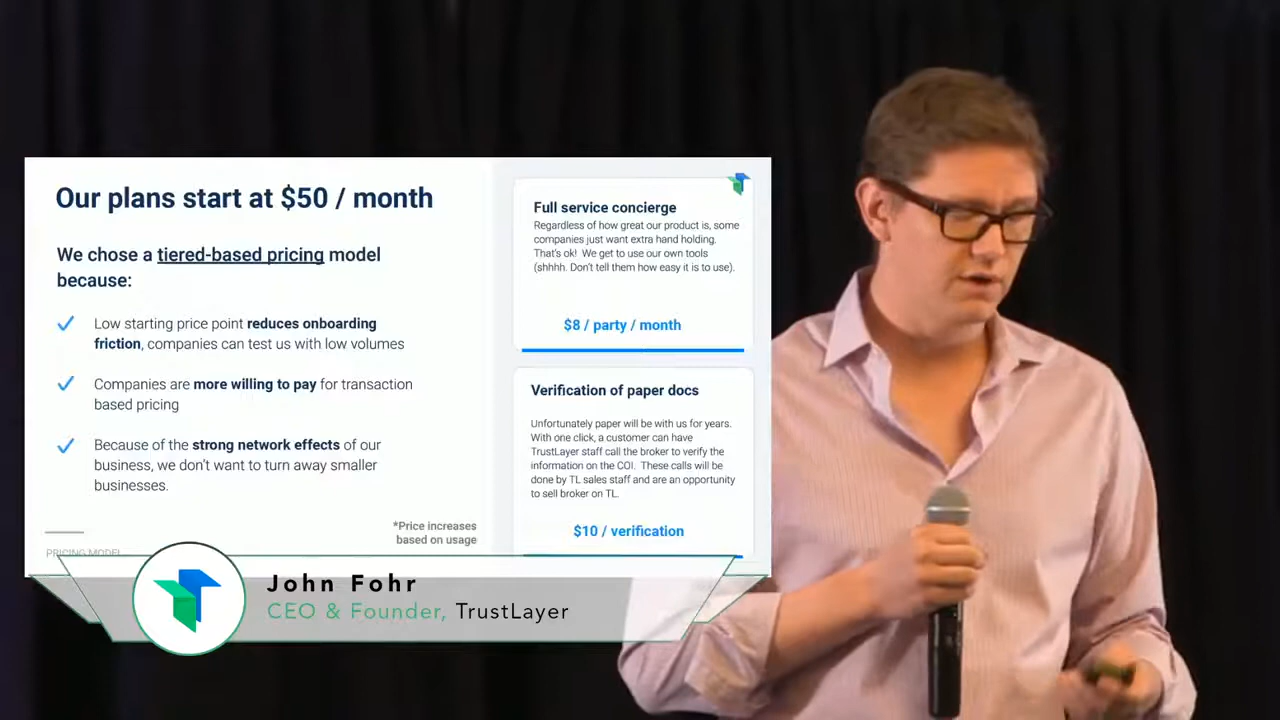 Our plans start at $50 / month
We chose a tiered-based pricing model
because:
Low starting price point reduces onboarding
friction, companies can test us with low volumes
Companies are more willing to pay for transaction
based pricing
Because of the strong network effects of our
business, we don't want to turn away smaller
businesses.
*Price increases
based on usage
PRICING MODEL
Full service concierge
Regardless of how great our product is, some
companies just want extra hand holding.
That's ok! We get to use our own tools
(shhhh. Don't tell them how easy it is to use).
$8 / party / month
Verification of paper docs
Unfortunately paper will be with us for years.
With one click, a customer can have
TrustLayer staff call the broker to verify the
information on the COI. These calls will be
done by TL sales staff and are an opportunity
to sell broker on TL.
$10 / verification
John Fohr
CEO & Founder, TrustLayer